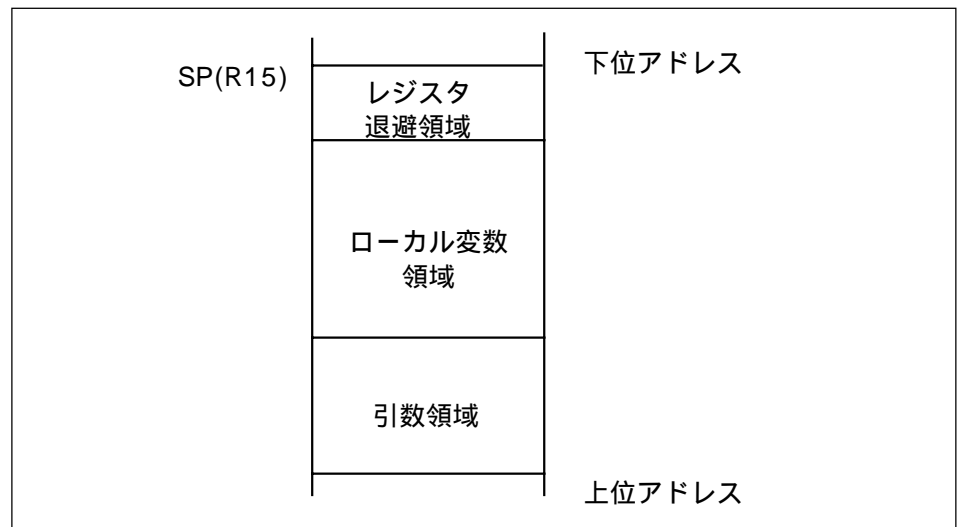 下位アドレス
SP(R15)
レジスタ
退避領域
ローカル変数
領域
引数領域
上位アドレス